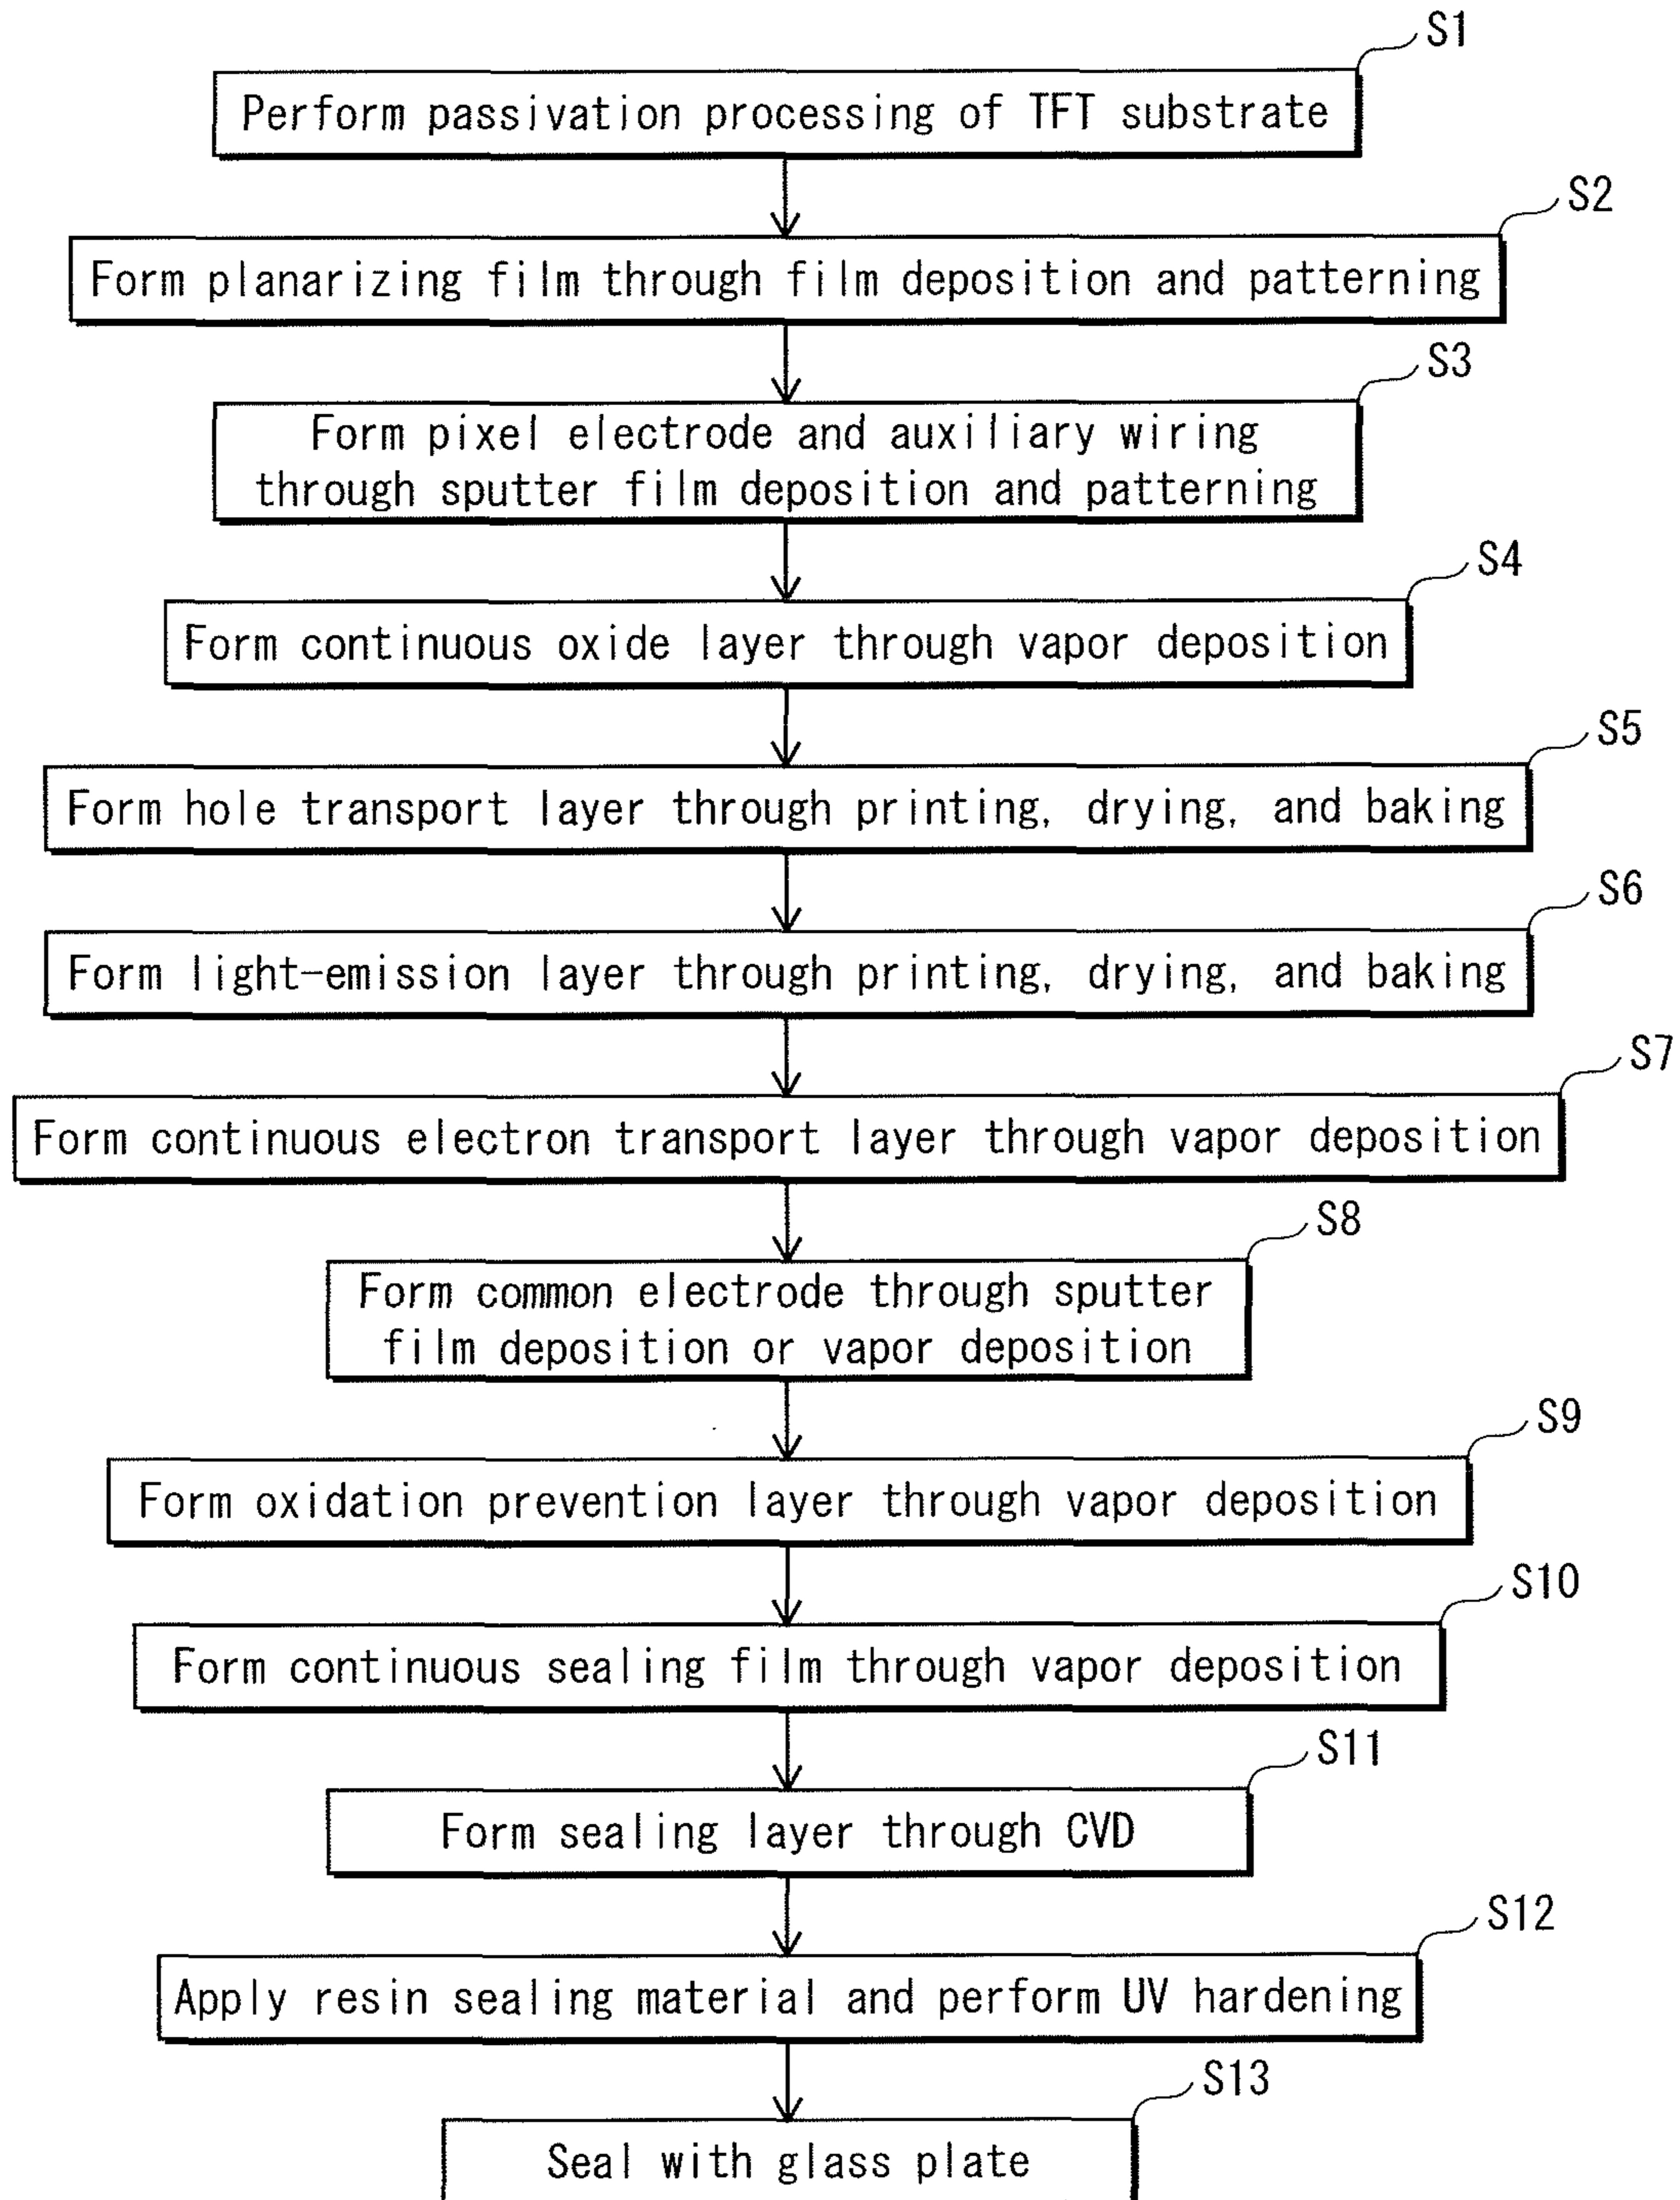 S1
Perform passivation processing of TFT substrate
S2
Form planarizing film through film deposition and patterning
S3
Form pixel electrode and auxiliary wiring
through sputter film deposition and patterning
S4
Form continuous oxide layer through vapor deposition
S5
Form hole transport layer through printing, drying, and baking
S6
Form light-emission layer through printing, drying, and baking
S7
Form continuous electron transport layer through vapor deposition
S8
Form common electrode through sputter
film deposition or vapor deposition
S9
Form oxidation prevention layer through vapor deposition
S10
Form continuous sealing film through vapor deposition
S11
Form sealing layer through CVD
S12
Apply resin sealing material and perform UV hardening
S13
Seal with glass plate